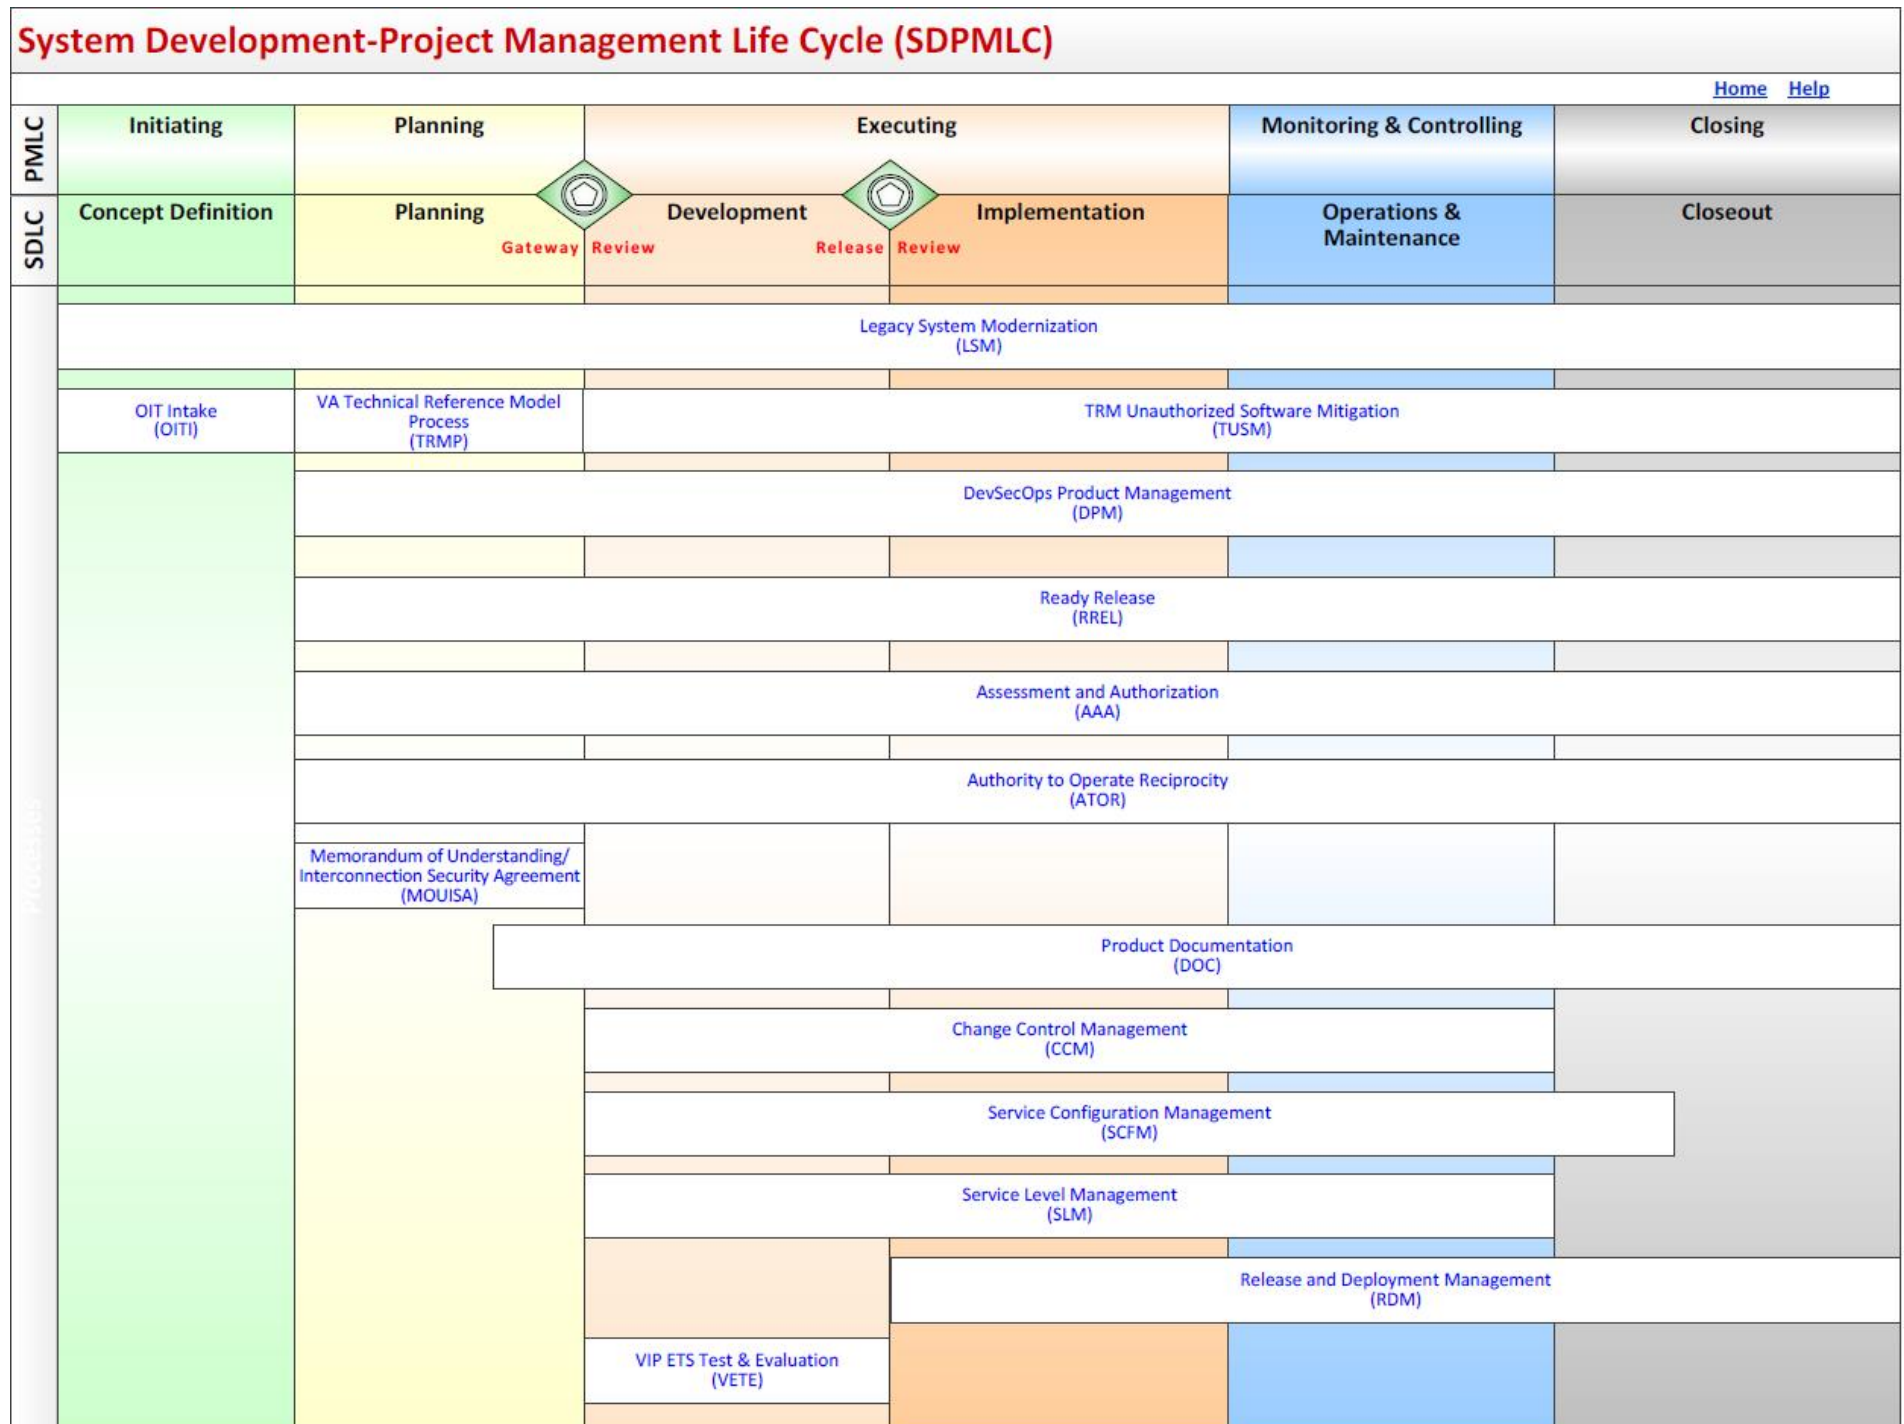 System Development-Project Management Life Cycle (SDPMLC)
Home Help
PMLC
Initiating
Planning
Executing
Monitoring & Controlling
Closing
SDLC
Concept Definition
Planning
Development
Implementation
Operations &
Maintenance
Closeout
Gateway Review
Release Review
Processes
Legacy System Modernization
(LSM)
OIT Intake
(OITI)
VA Technical Reference Model
Process
(TRMP)
TRM Unauthorized Software Mitigation
(TUSM)
DevSecOps Product Management
(DPM)
Ready Release
(RREL)
Assessment and Authorization
(AAA)
Authority to Operate Reciprocity
(ATOR)
Memorandum of Understanding/
Interconnection Security Agreement
(MOUISA)
Product Documentation
(DOC)
Change Control Management
(CCM)
Service Configuration Management
(SCFM)
Service Level Management
(SLM)
Release and Deployment Management
(RDM)
VIP ETS Test & Evaluation
(VETE)